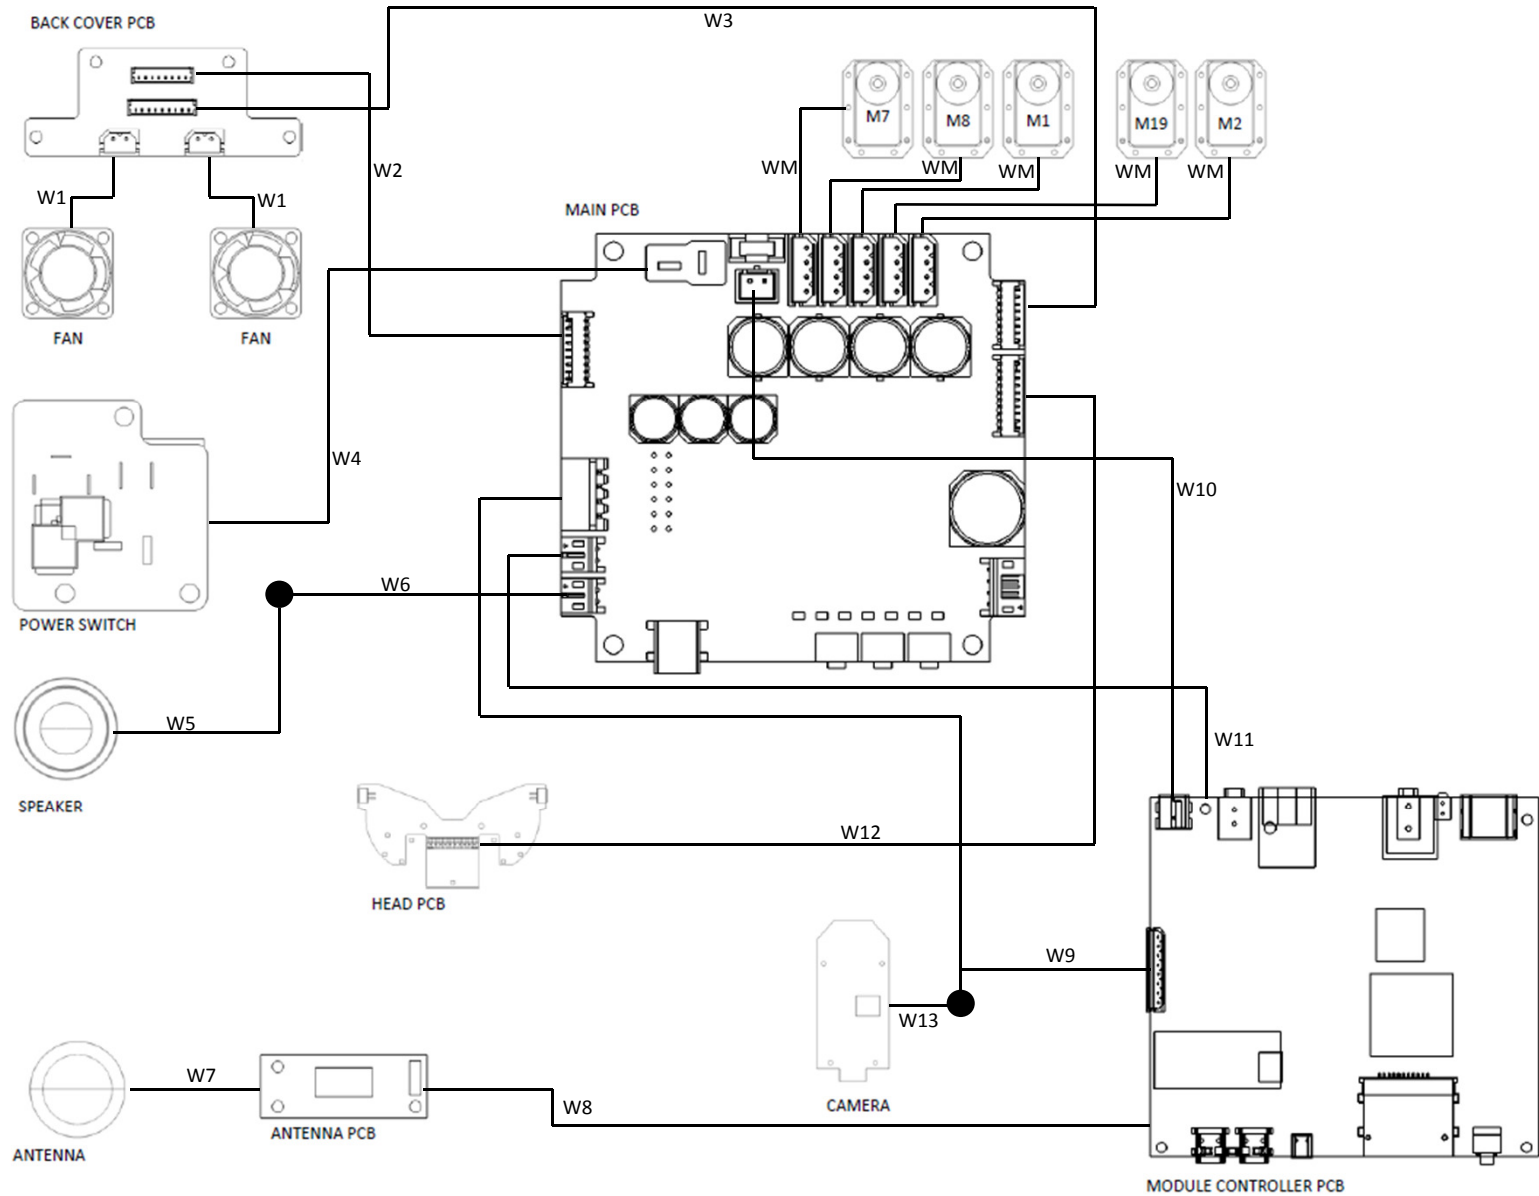 BACK COVER PCB
W3
M7
M8
M1
M19
M2
WM
WM
WM
WM
WM
W2
W1
W1
MAIN PCB
FAN
FAN
W4
W10
W6
POWER SWITCH
W5
W11
SPEAKER
W12
HEAD PCB
W9
W13
W7
W8
CAMERA
ANTENNA PCB
ANTENNA
MODULE CONTROLLER PCB